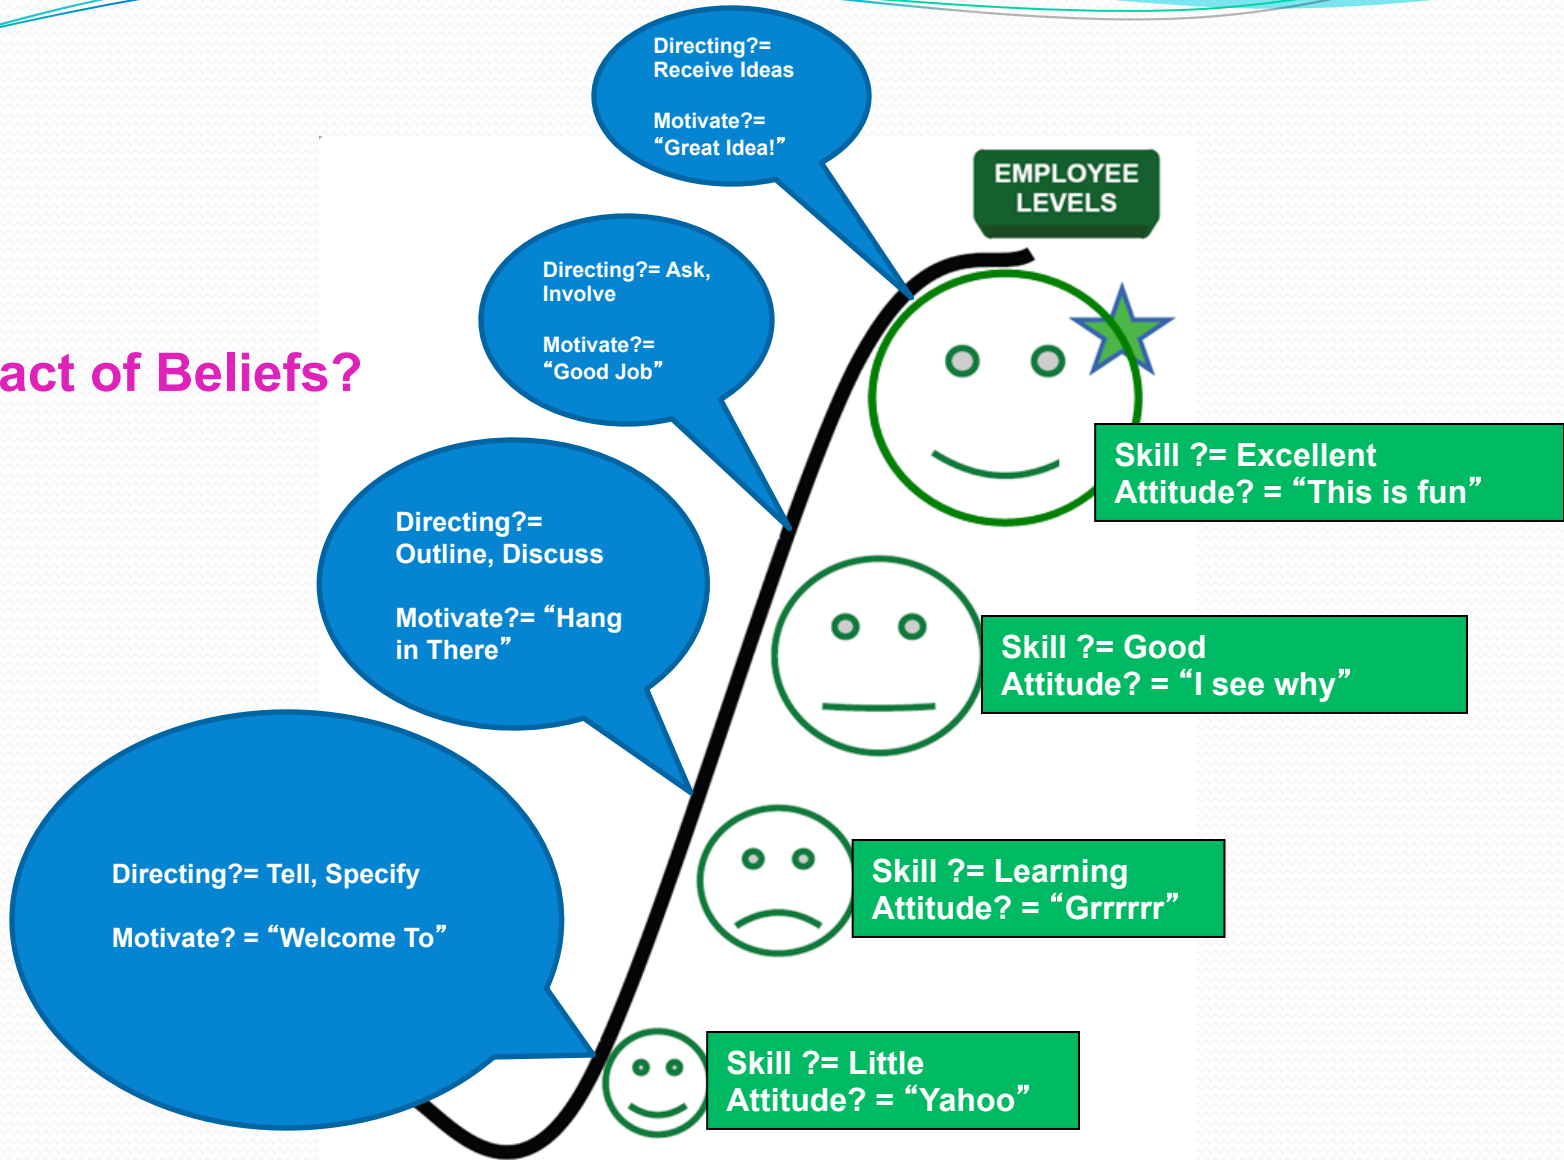 Directing?=
Receive Ideas
Motivate?=
“Great Idea!”
EMPLOYEE
LEVELS
Directing?= Ask,
Involve
Motivate?=
“Good Job”
act of Beliefs?
Skill ?= Excellent
Attitude? = “This is fun”
Directing?=
Outline, Discuss
Motivate?= “Hang
in There”
Skill ?= Good
Attitude? = “I see why”
Directing?= Tell, Specify
Motivate? = “Welcome To”
Skill ?= Learning
Attitude? = “Grrrrrr”
Skill ?= Little
Attitude? = “Yahoo”